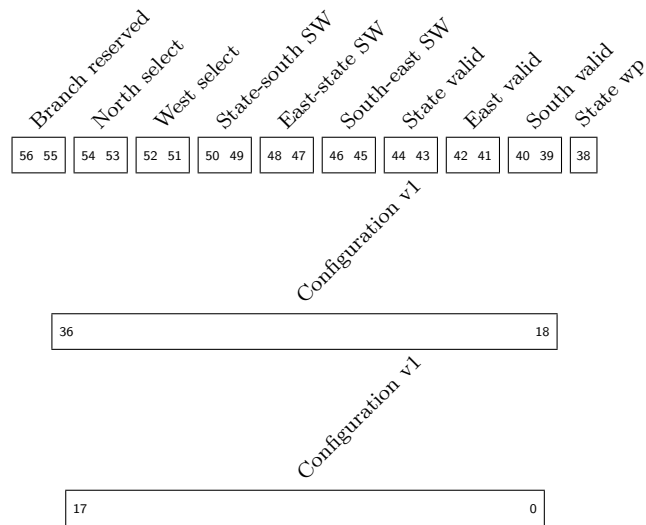 Branch reserved
North select
West select
State-south SW
East-state SW
South-east SW
State valid
East valid
South valid
State wp
56 55 54 53 52 51 50 49 48 47 46 45 44 43 42 41 40 39 38
Configuration v1
36 18
Configuration v1
17 0